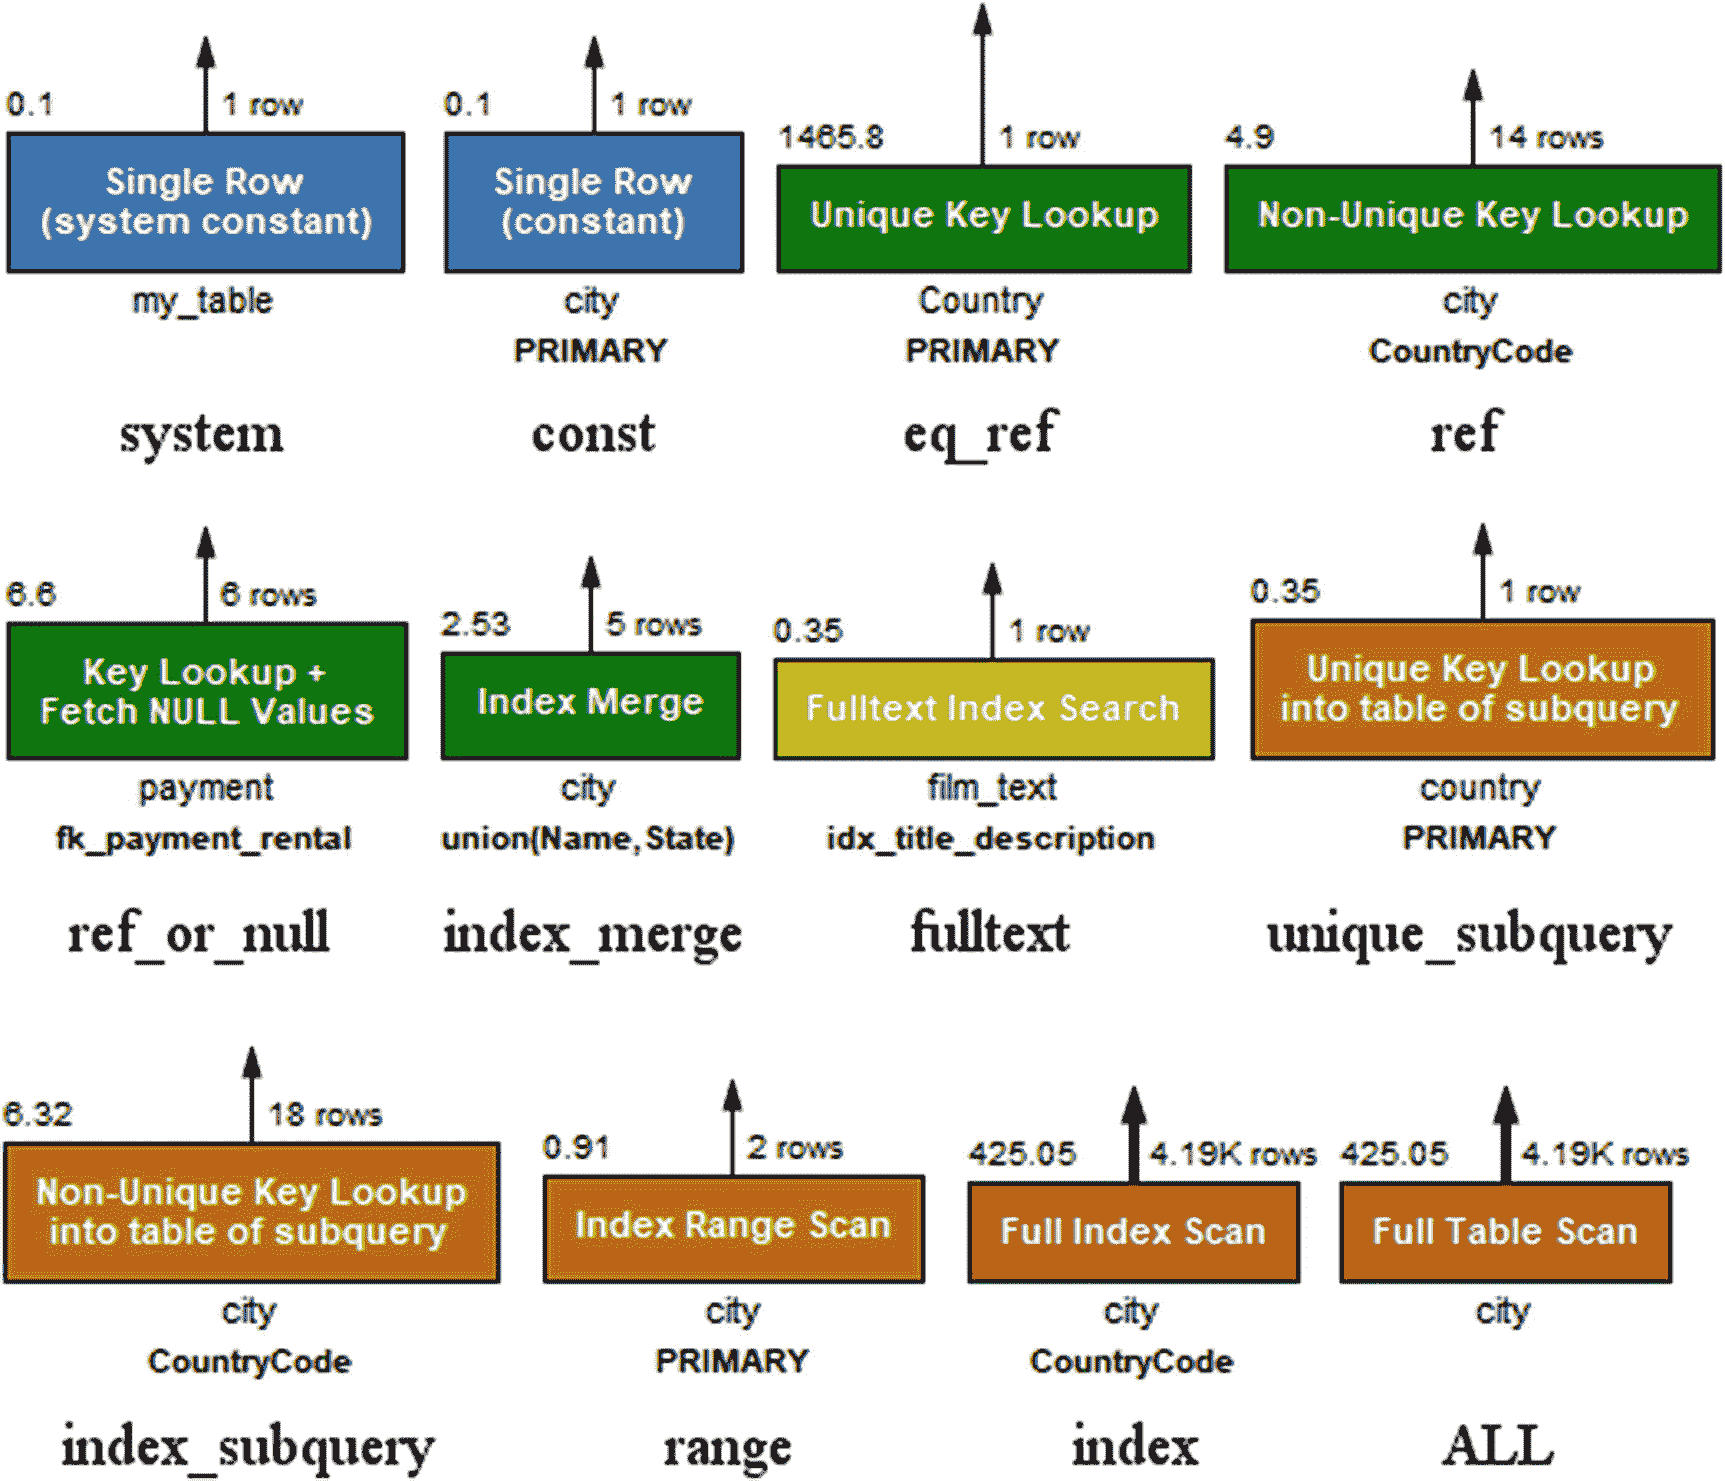 0.1 1 row
Single Row
(system constant)
my_table
system
0.1 1 row
Single Row
(constant)
city
PRIMARY
const
1465.8 1 row
Unique Key Lookup
Country
PRIMARY
eq_ref
4.9 14 rows
Non-Unique Key Lookup
city
CountryCode
ref
6.6 6 rows
Key Lookup +
Fetch NULL Values
payment
fk_payment_rental
ref_or_null
2.53 5 rows
Index Merge
city
union(Name, State)
index_merge
0.35 1 row
Fulltext Index Search
film_text
idx_title_description
fulltext
0.35 1 row
Unique Key Lookup
into table of subquery
country
PRIMARY
unique_subquery
6.32 18 rows
Non-Unique Key Lookup
into table of subquery
city
CountryCode
index_subquery
0.91 2 rows
Index Range Scan
city
PRIMARY
range
425.05 4.19K rows
Full Index Scan
city
CountryCode
index
425.05 4.19K rows
Full Table Scan
city
ALL